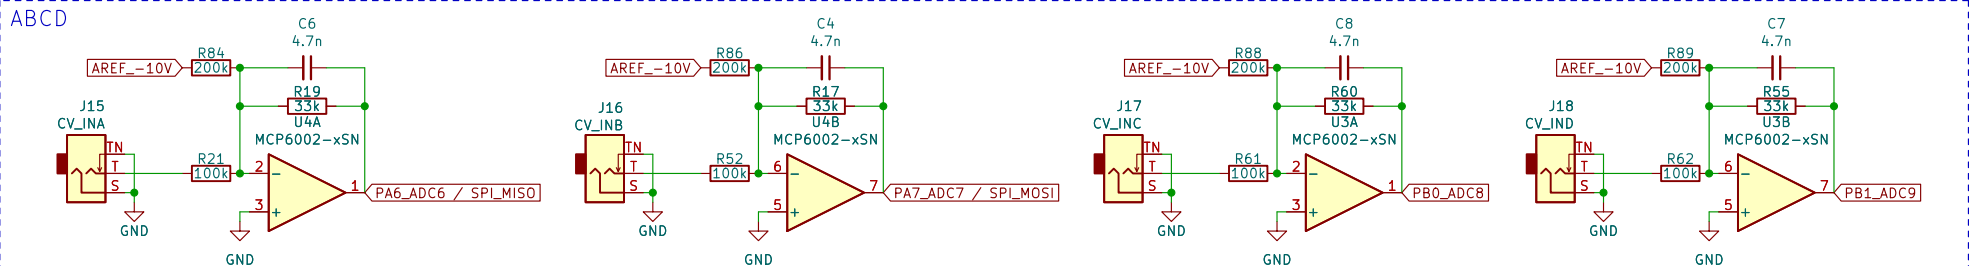 ABCD
C6
4.7n
R84
AREF_-10V
200k
R19
33k
J15
CV_INA
U4A
MCP6002-xSN
TN
T
S
R21
100k
2
-
1
PA6_ADC6 / SPI_MISO
3
+
GND
GND
C4
4.7n
R86
AREF_-10V
200k
R17
33k
J16
CV_INB
U4B
MCP6002-xSN
TN
T
S
R52
100k
6
-
7
PA7_ADC7 / SPI_MOSI
5
+
GND
GND
C8
4.7n
R88
AREF_-10V
200k
R60
33k
J17
CV_INC
U3A
MCP6002-xSN
TN
T
S
R61
100k
2
-
1
PB0_ADC8
3
+
GND
GND
C7
4.7n
R89
AREF_-10V
200k
R55
33k
J18
CV_IND
U3B
MCP6002-xSN
TN
T
S
R62
100k
6
-
7
PB1_ADC9
5
+
GND
GND